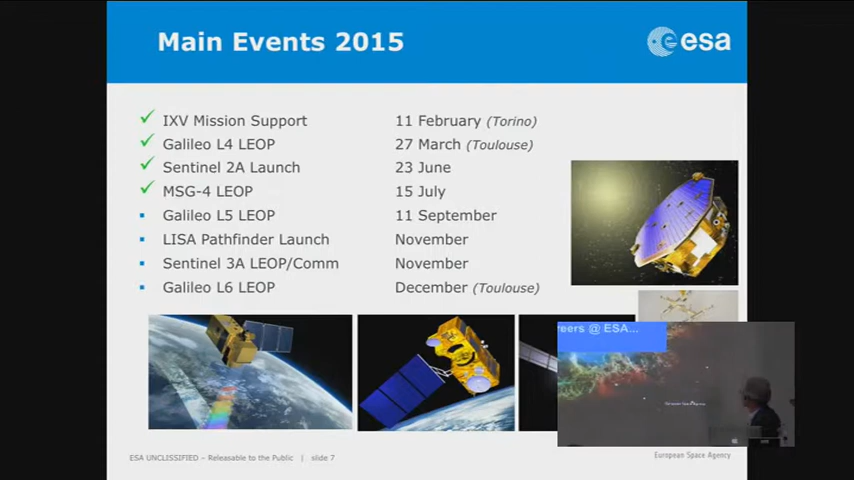 Main Events 2015
esa
IXV Mission Support 11 February (Torino)
Galileo L4 LEOP 27 March (Toulouse)
Sentinel 2A Launch 23 June
MSG-4 LEOP 15 July
Galileo L5 LEOP 11 September
LISA Pathfinder Launch November
Sentinel 3A LEOP/Comm November
Galileo L6 LEOP December (Toulouse)
reers @ ESA...
ESA UNCLASSIFIED – Releasable to the Public | slide 7
European Space Agency